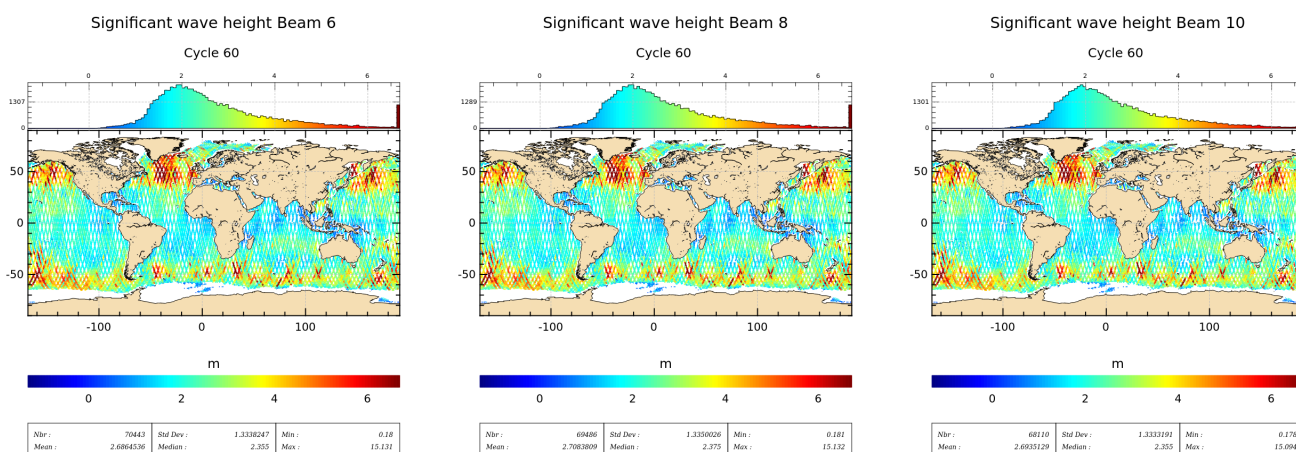 Significant wave height Beam 6
Cycle 60
0 2 4 6
1307
0
50
0
-50
-100 0 100
m
0 2 4 6
Nbr : 70443 Std Dev : 1.3338247 Min : 0.18
Mean : 2.6864536 Median : 2.355 Max : 15.131
Significant wave height Beam 8
Cycle 60
0 2 4 6
1289
0
50
0
-50
-100 0 100
m
0 2 4 6
Nbr : 69486 Std Dev : 1.3350026 Min : 0.181
Mean : 2.7083809 Median : 2.375 Max : 15.132
Significant wave height Beam 10
Cycle 60
0 2 4 6
1301
0
50
0
-50
-100 0 100
m
0 2 4 6
Nbr : 68110 Std Dev : 1.3333191 Min : 0.178
Mean : 2.6935129 Median : 2.355 Max : 15.094